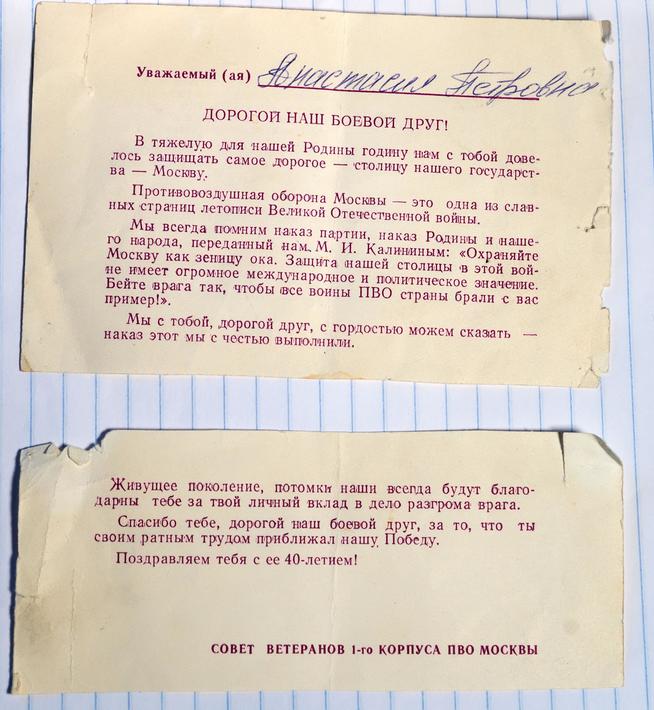 Уважаемый (ая) Анастасия Петровна
ДОРОГОЙ НАШ БОЕВОЙ ДРУГ!
В тяжелую для нашей Родины годину нам с тобой дове-
лось защищать самое дорогое — столицу нашего государст-
ва — Москву.
Противовоздушная оборона Москвы — это одна из слав-
ных страниц летописи Великой Отечественной войны.
Мы всегда помним наказ партии, наказ Родины и наше-
го народа, переданный нам М. И. Калининым: «Охраняйте
Москву как зеницу ока. Защита нашей столицы в этой вой-
не имеет огромное международное и политическое значение.
Бейте врага так, чтобы все воины ПВО страны брали с вас
пример!».
Мы с тобой, дорогой друг, с гордостью можем сказать —
наказ этот мы с честью выполнили.
Живущее поколение, потомки наши всегда будут благо-
дарны тебе за твой личный вклад в дело разгрома врага.
Спасибо тебе, дорогой наш боевой друг, за то, что ты
своим ратным трудом приближал нашу Победу.
Поздравляем тебя с ее 40-летием!
СОВЕТ ВЕТЕРАНОВ 1-го КОРПУСА ПВО МОСКВЫ